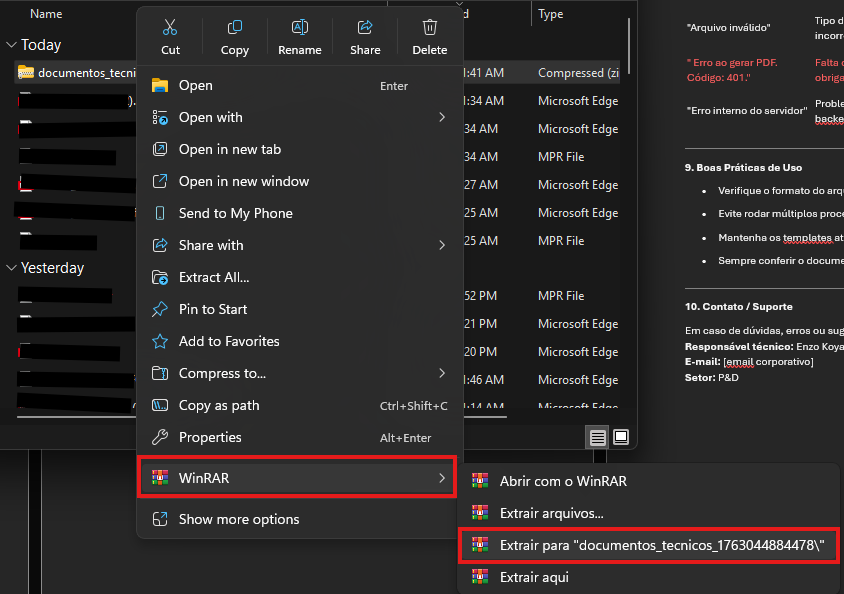 Name
Type
Today
documentos_tecni
:41 AM
Compressed (zi
:34 AM
Microsoft Edge
34 AM
Microsoft Edge
34 AM
MPR File
27 AM
Microsoft Edge
25 AM
Microsoft Edge
25 AM
MPR File
Yesterday
52 PM
MPR File
21 PM
Microsoft Edge
20 PM
Microsoft Edge
:46 AM
Microsoft Edge
:14 AM
Microsoft Edge
Cut
Copy
Rename
Share
Delete
Open
Enter
Open with
Open in new tab
Open in new window
Send to My Phone
Share with
Extract All...
Pin to Start
Add to Favorites
Compress to...
Copy as path
Ctrl+Shift+C
Properties
Alt+Enter
WinRAR
Show more options
Abrir com o WinRAR
Extrair arquivos...
Extrair para "documentos_tecnicos_1763044884478\"
Extrair aqui
"Arquivo inválido"
Tipo d
incorre
" Erro ao gerar PDF.
Código: 401."
Falta d
obriga
"Erro interno do servidor"
Proble
backe
9. Boas Práticas de Uso
Verifique o formato do arqu
Evite rodar múltiplos proce
Mantenha os templates at
Sempre conferir o docume
10. Contato / Suporte
Em caso de dúvidas, erros ou sug
Responsável técnico: Enzo Koya
E-mail: [email corporativo]
Setor: P&D